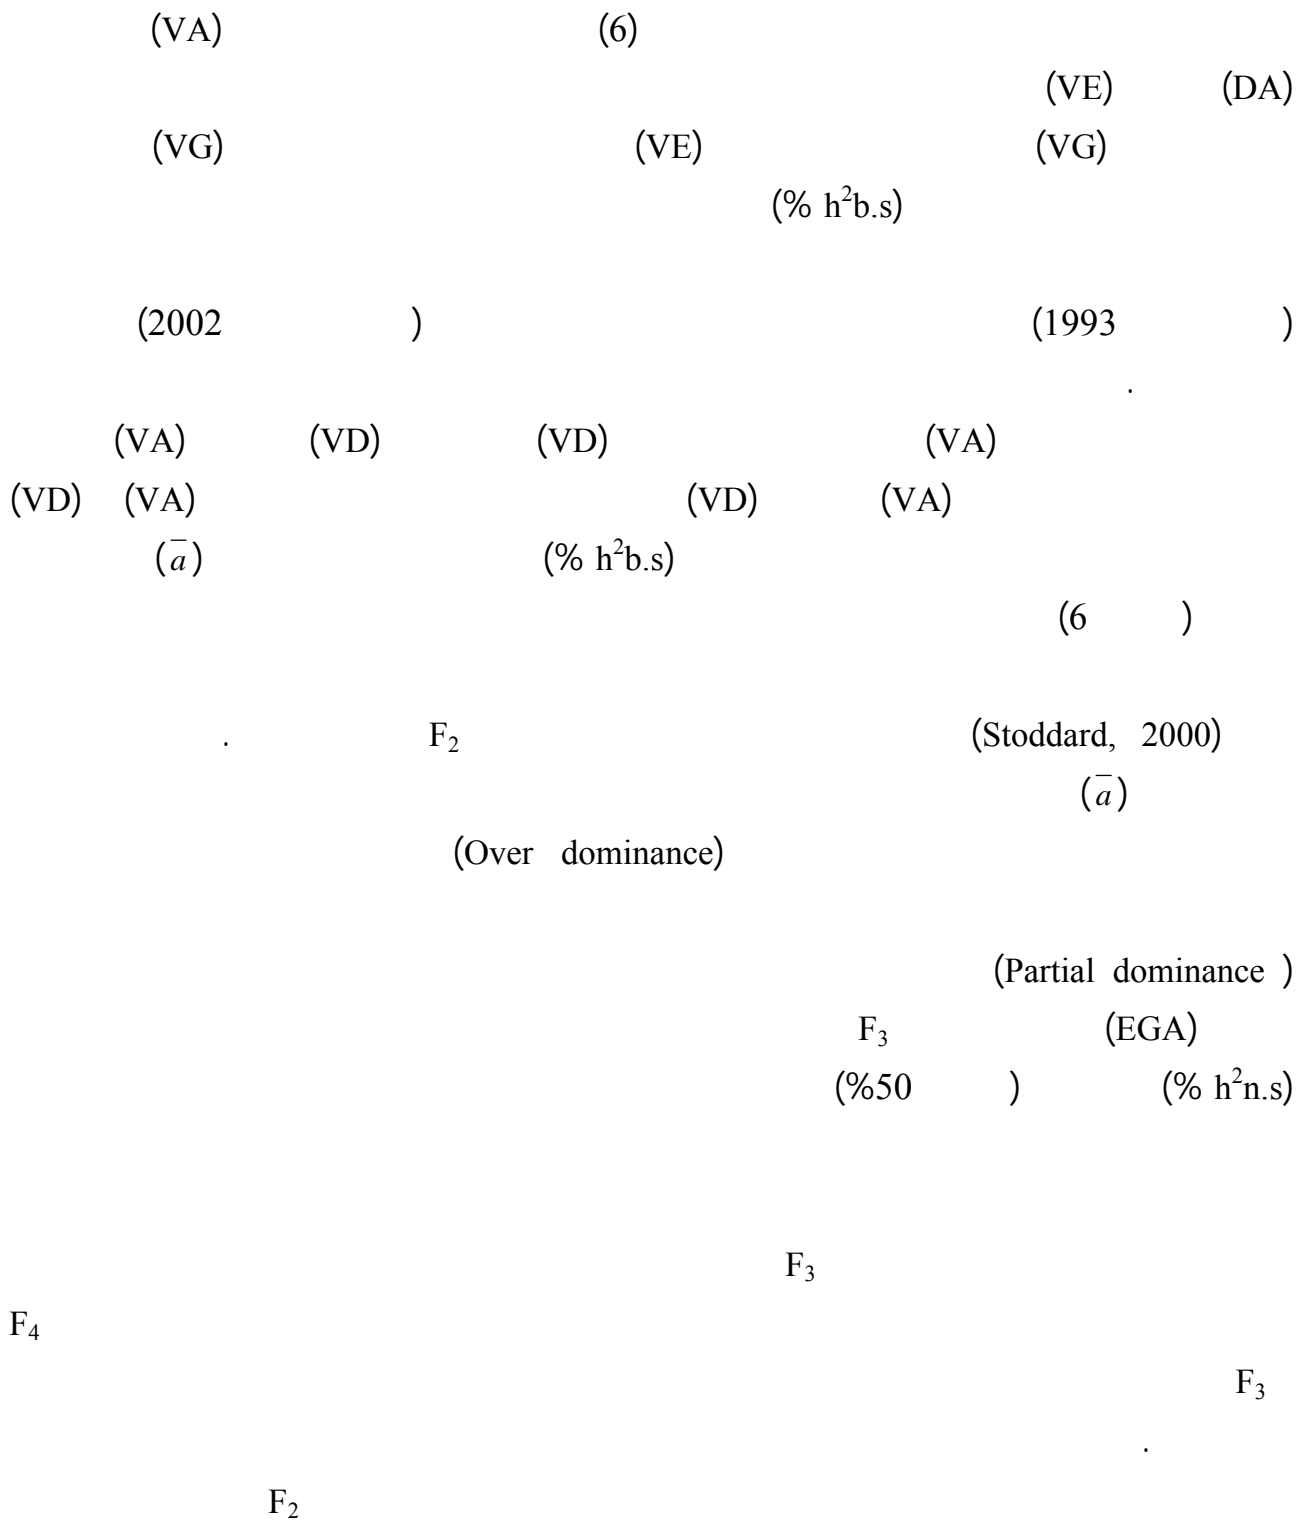 (6) (VA)
(DA) (VE)
(VG) (VE) (VG)
(% h²b.s)
( 1993) ( 2002)
.
(VA) (VD) (VD) (VA)
(VA) (VD) (VA) (VD)
(% h²b.s) (a̅)
( 6)
(Stoddard, 2000) F₂ .
(a̅)
(Over dominance)
(Partial dominance )
(EGA) F₃
(% h²n.s) ( %50)
F₃
F₄
F₃
.
F₂